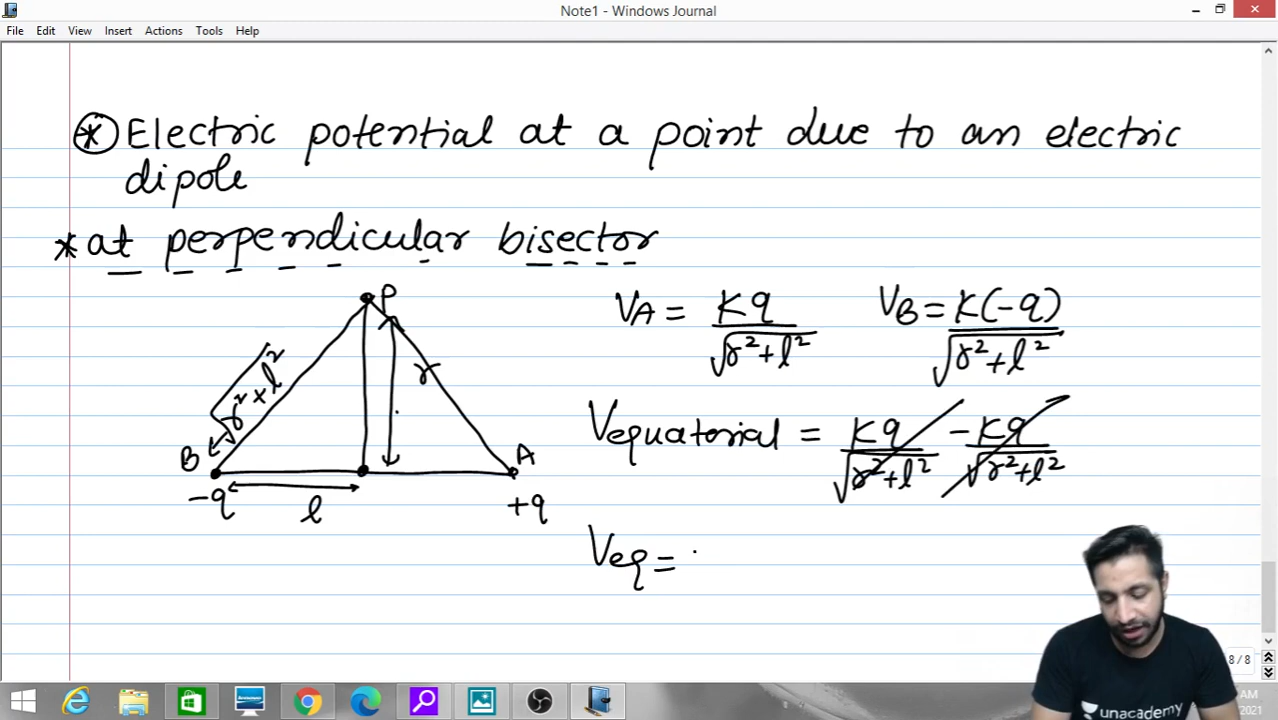 Note1 - Windows Journal
File Edit View Insert Actions Tools Help
* Electric potential at a point due to an electric
dipole
* at perpendicular bisector
P
r
r² + l²
B
A
-q
l
+q
VA = Kq / √r²+l²
VB = K(-q) / √r²+l²
Vequatorial = Kq / √r²+l² - Kq / √r²+l²
Veq =
8 / 8
AM
2021
unacademy